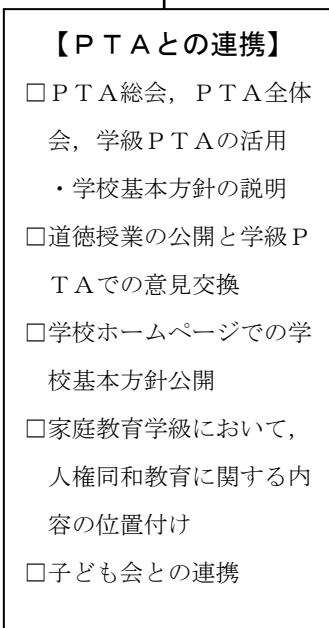 【ＰＴＡとの連携】
□ＰＴＡ総会，ＰＴＡ全体
会，学級ＰＴＡの活用
・学校基本方針の説明
□道徳授業の公開と学級Ｐ
ＴＡでの意見交換
□学校ホームページでの学
校基本方針公開
□家庭教育学級において，
人権同和教育に関する内
容の位置付け
□子ども会との連携